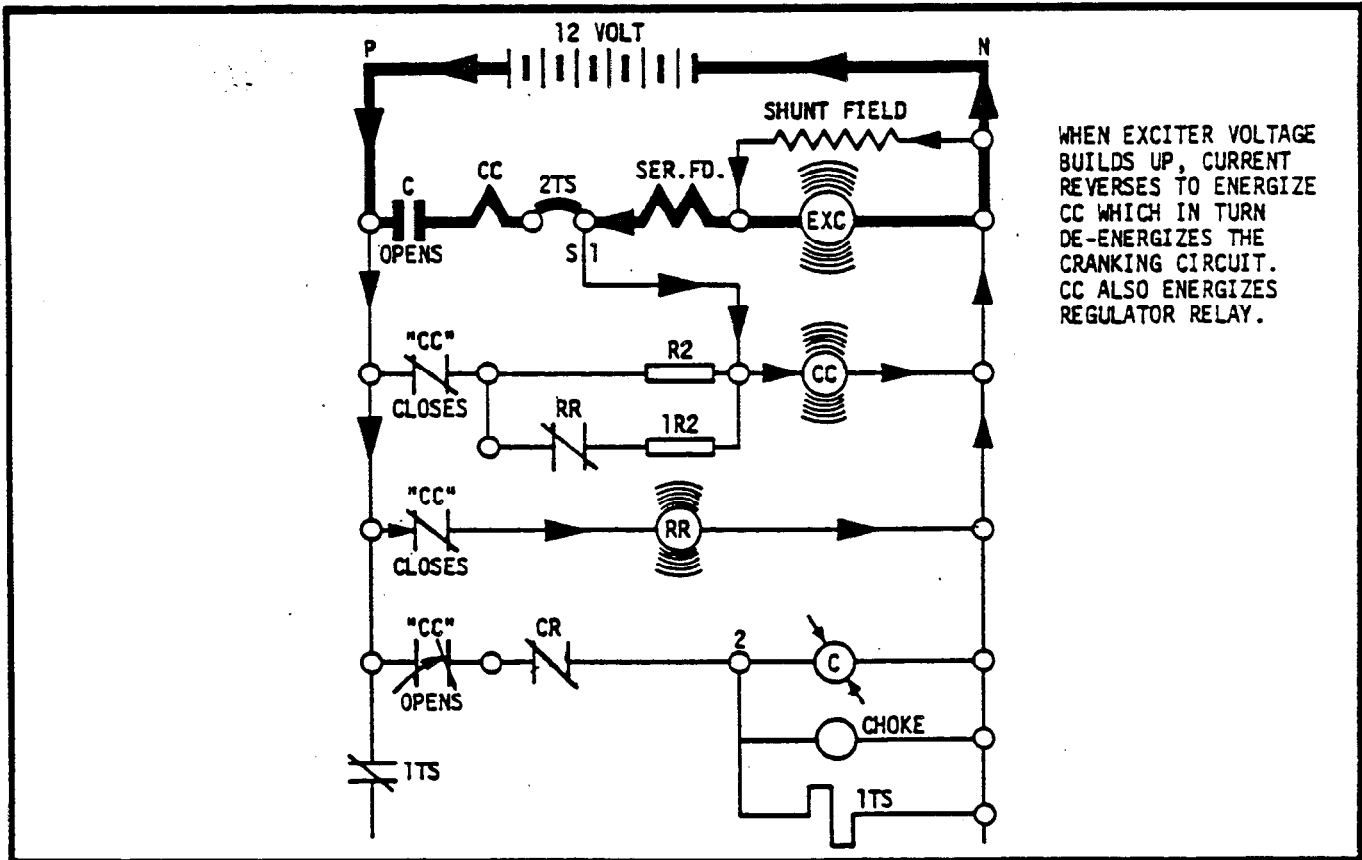 12 VOLT
P
N
SHUNT FIELD
WHEN EXCITER VOLTAGE
BUILDS UP, CURRENT
REVERSES TO ENERGIZE
CC WHICH IN TURN
DE-ENERGIZES THE
CRANKING CIRCUIT.
CC ALSO ENERGIZES
REGULATOR RELAY.
C
CC
2TS
SER.FD.
EXC
OPENS
S 1
"CC"
R2
CC
CLOSES
RR
1R2
"CC"
RR
CLOSES
"CC"
CR
2
C
OPENS
CHOKE
1TS
1TS